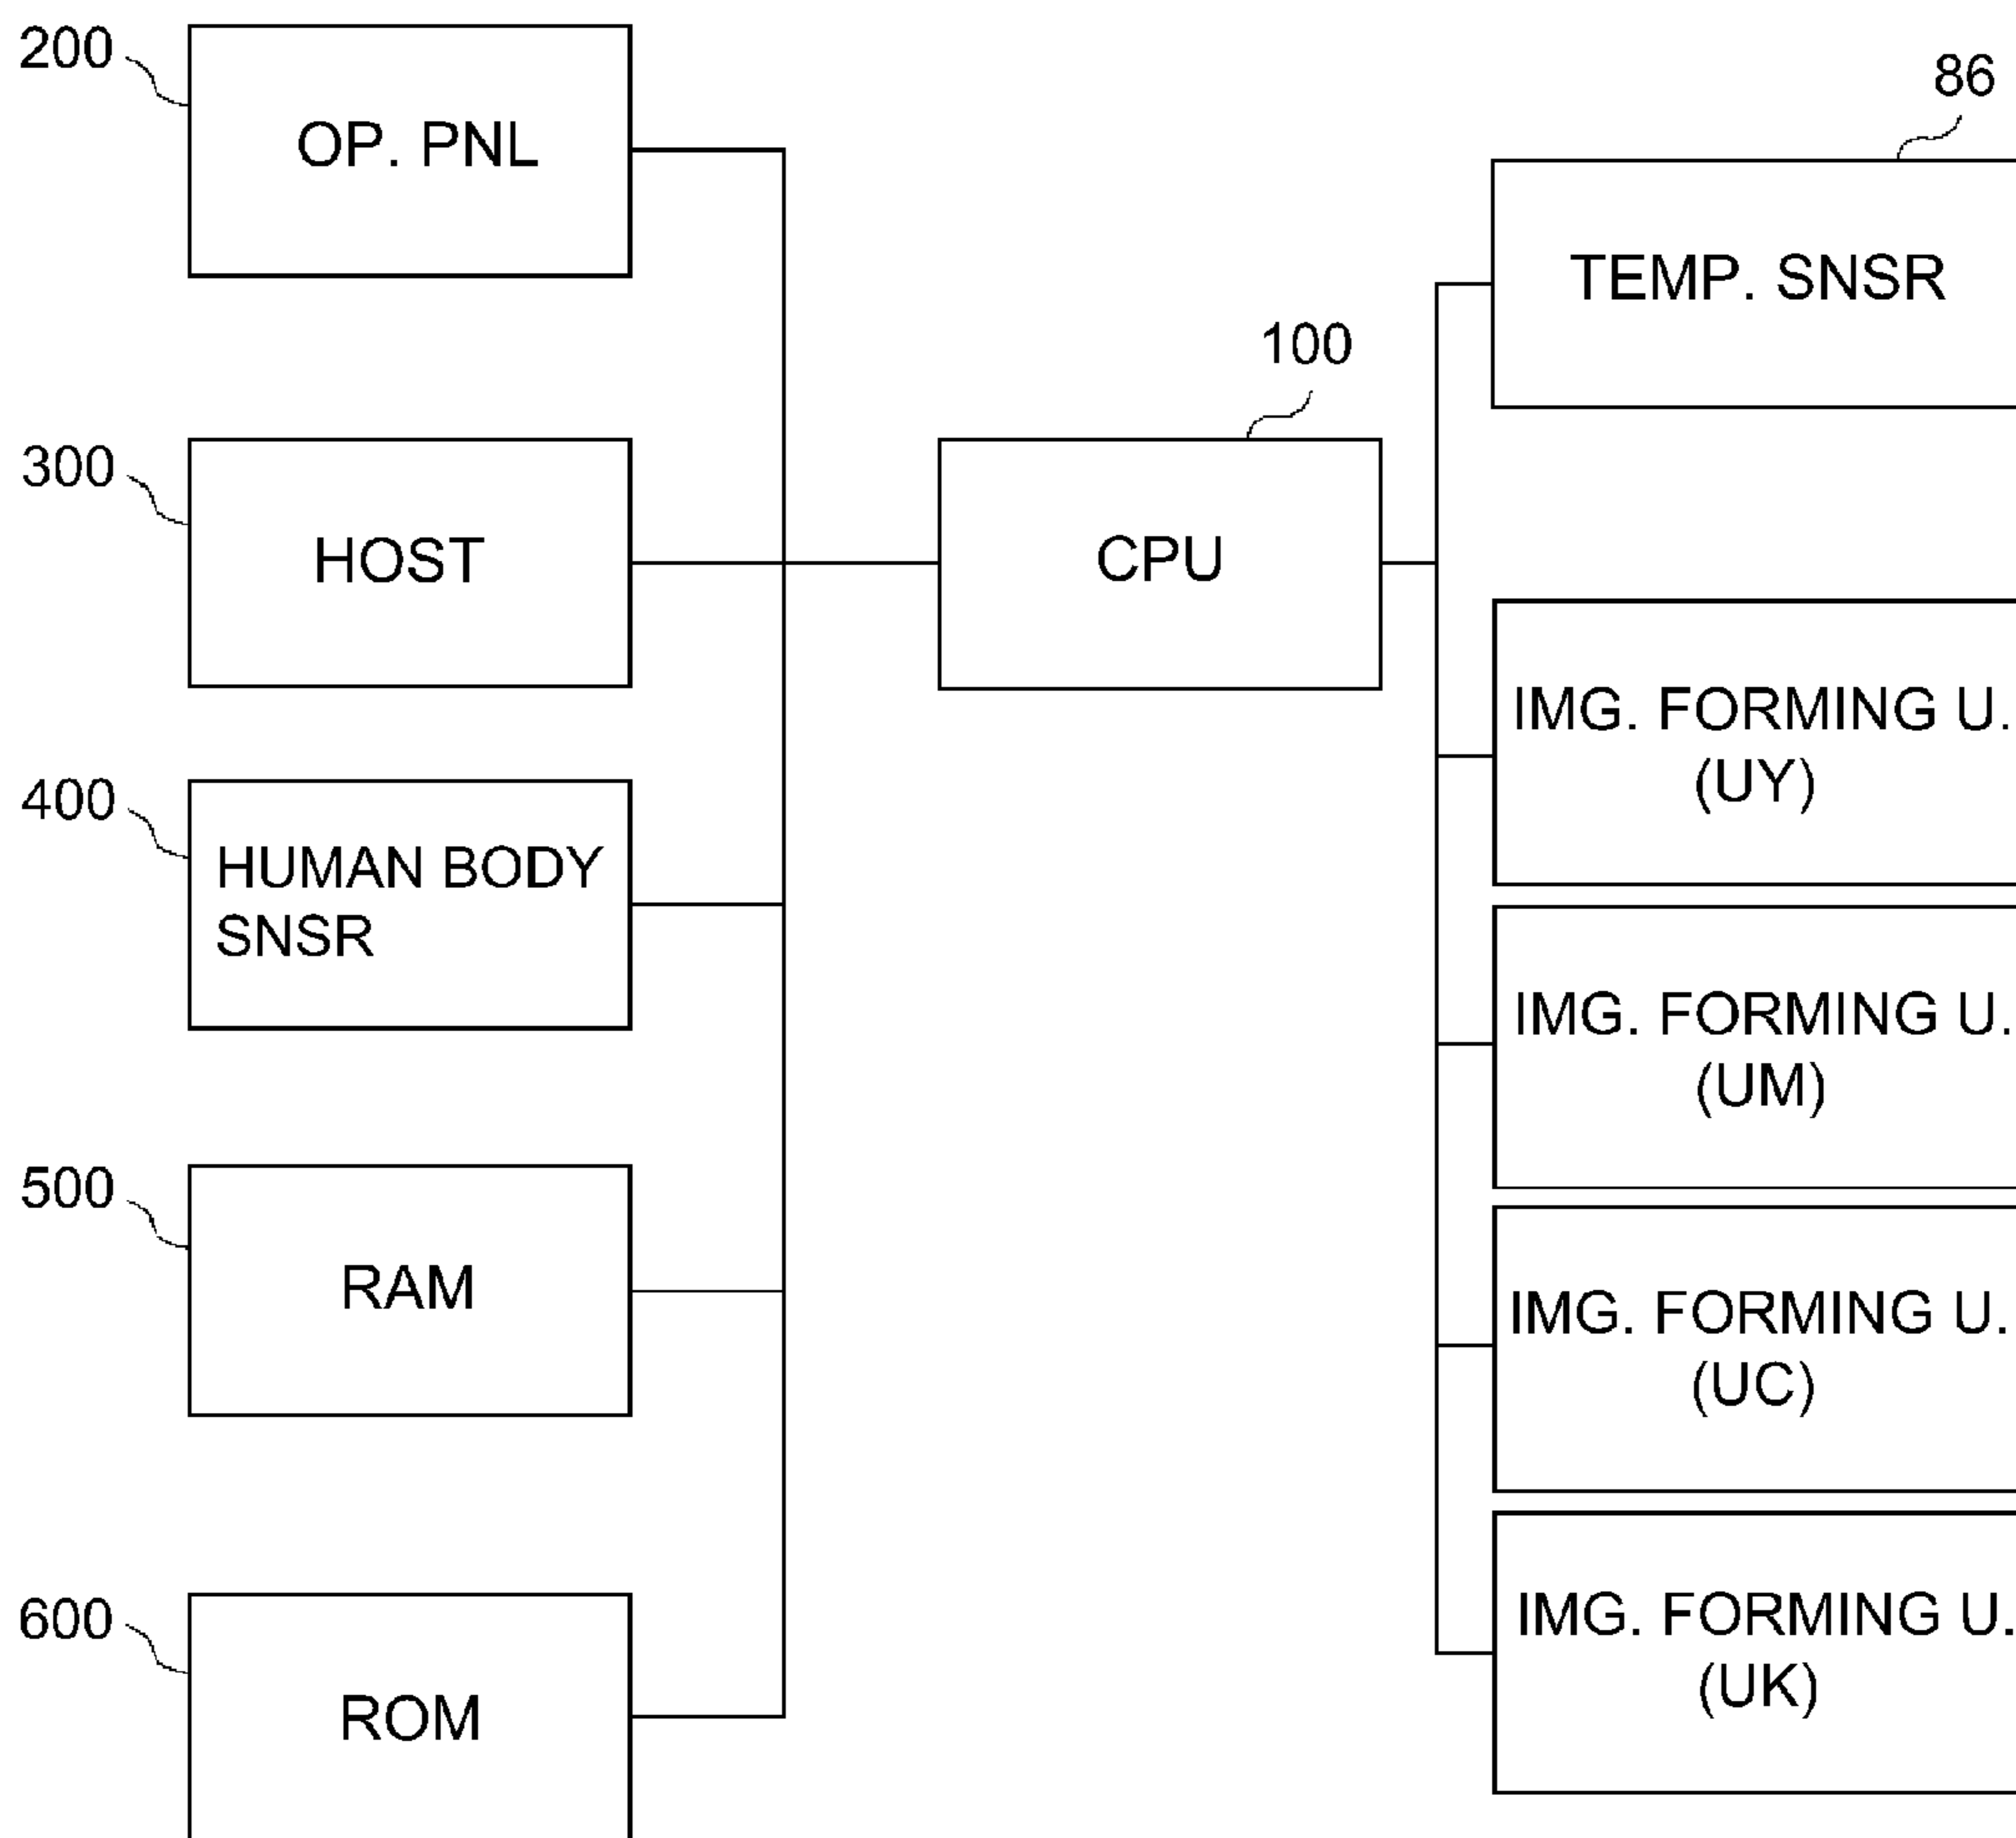 200
OP. PNL
300
HOST
400
HUMAN BODY
SNSR
500
RAM
600
ROM
100
CPU
86
TEMP. SNSR
IMG. FORMING U.
(UY)
IMG. FORMING U.
(UM)
IMG. FORMING U.
(UC)
IMG. FORMING U.
(UK)